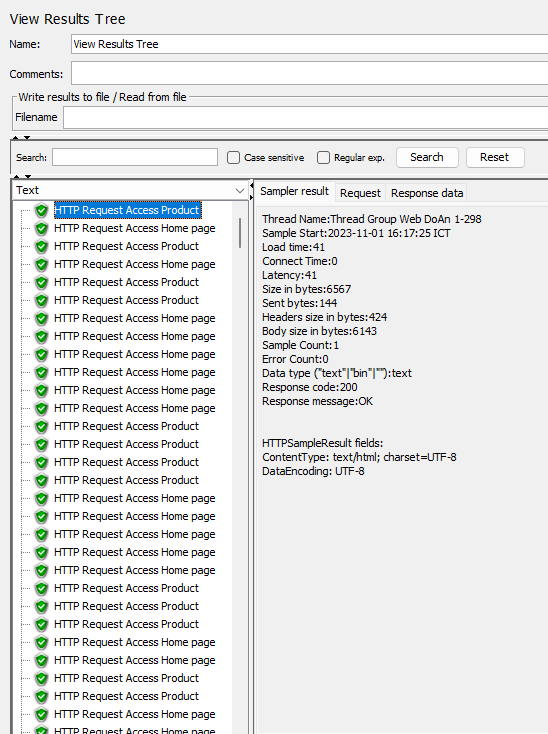 View Results Tree
Name: View Results Tree
Comments:
Write results to file / Read from file
Filename
Search: Case sensitive Regular exp. Search Reset
Text
HTTP Request Access Product
HTTP Request Access Home page
HTTP Request Access Product
HTTP Request Access Home page
HTTP Request Access Product
HTTP Request Access Product
HTTP Request Access Home page
HTTP Request Access Home page
HTTP Request Access Home page
HTTP Request Access Home page
HTTP Request Access Home page
HTTP Request Access Home page
HTTP Request Access Product
HTTP Request Access Product
HTTP Request Access Product
HTTP Request Access Product
HTTP Request Access Home page
HTTP Request Access Home page
HTTP Request Access Home page
HTTP Request Access Home page
HTTP Request Access Home page
HTTP Request Access Product
HTTP Request Access Product
HTTP Request Access Product
HTTP Request Access Home page
HTTP Request Access Home page
HTTP Request Access Product
HTTP Request Access Product
HTTP Request Access Home page
HTTP Request Access Home page
Sampler result Request Response data
Thread Name:Thread Group Web DoAn 1-298
Sample Start:2023-11-01 16:17:25 ICT
Load time:41
Connect Time:0
Latency:41
Size in bytes:6567
Sent bytes:144
Headers size in bytes:424
Body size in bytes:6143
Sample Count:1
Error Count:0
Data type ("text"|"bin"|""):text
Response code:200
Response message:OK
HTTPSampleResult fields:
ContentType: text/html; charset=UTF-8
DataEncoding: UTF-8